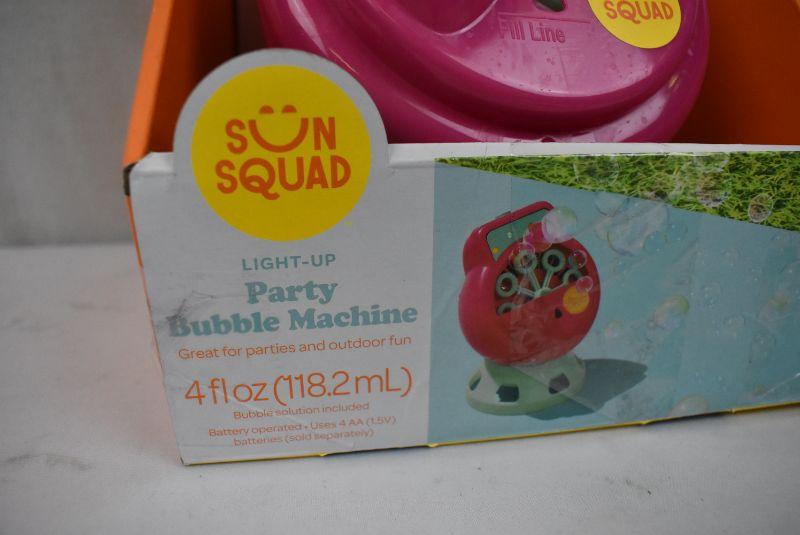 Fill Line
SQUAD
SUN
SQUAD
LIGHT-UP
Party
Bubble Machine
Great for parties and outdoor fun
4 fl oz (118.2 mL)
Bubble solution included
Battery operated • Uses 4 AA (1.5V)
batteries (sold separately)